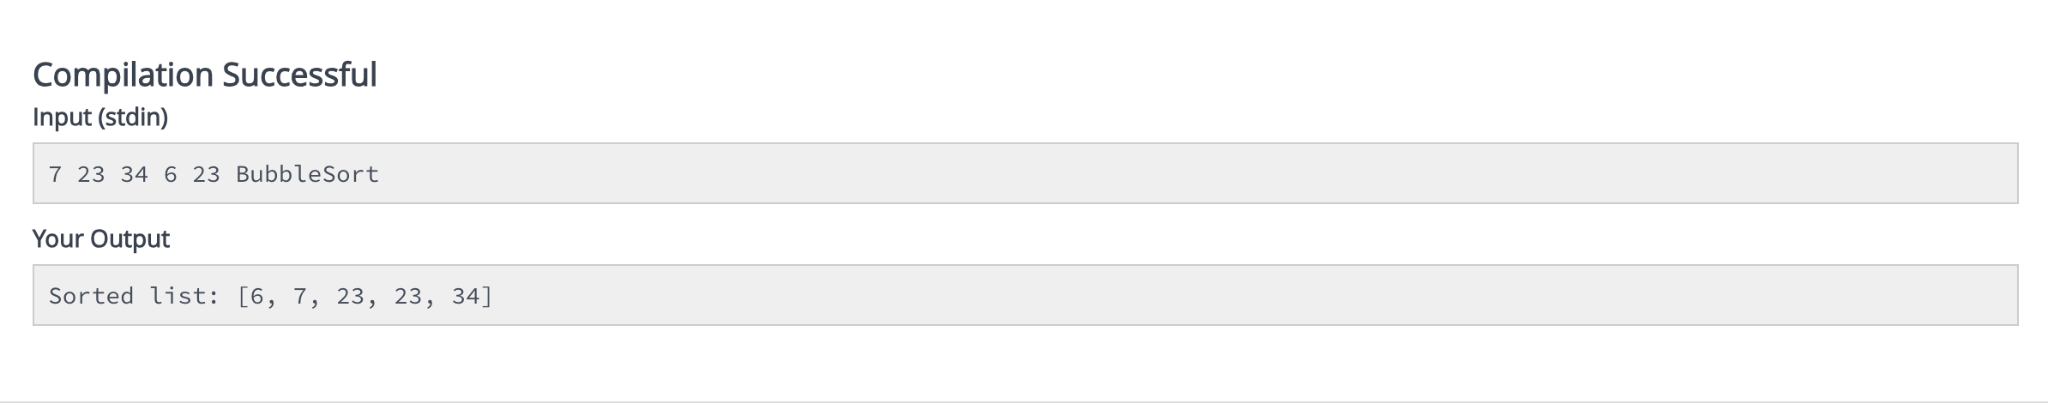 Compilation Successful
Input (stdin)
7 23 34 6 23 BubbleSort
Your Output
Sorted list: [6, 7, 23, 23, 34]